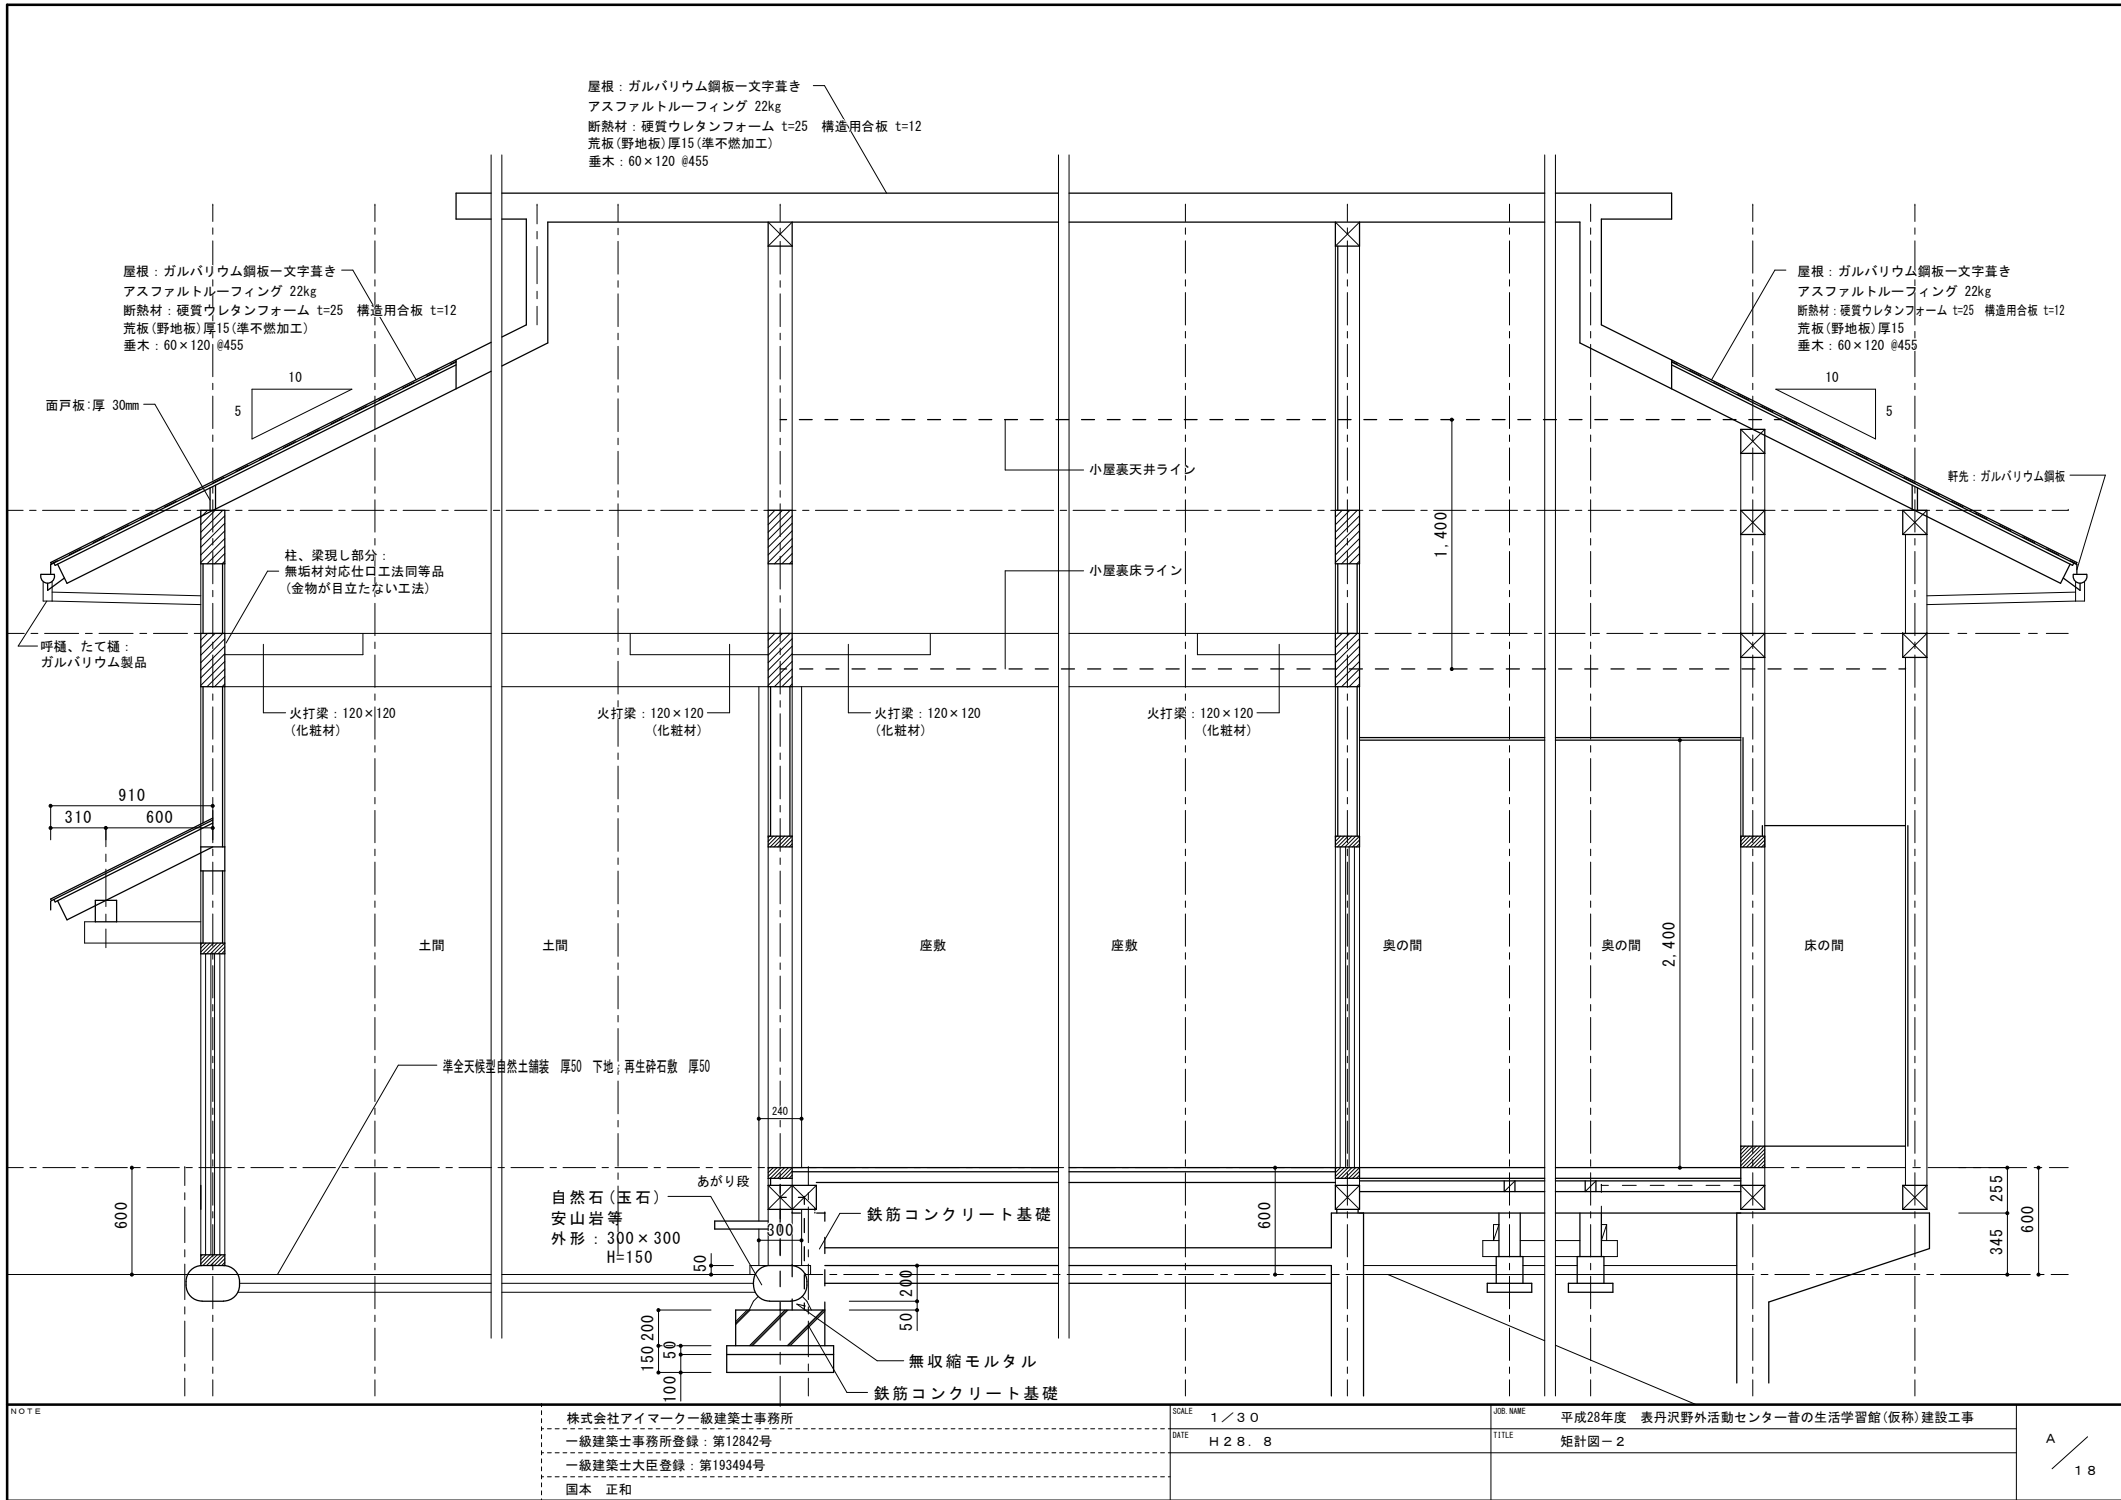 屋根：ガルバリウム鋼板一文字葺き
アスファルトルーフィング 22kg
断熱材：硬質ウレタンフォーム t=25　構造用合板 t=12
荒板(野地板)厚15(準不燃加工)
垂木：60×120 @455
屋根：ガルバリウム鋼板一文字葺き
アスファルトルーフィング 22kg
断熱材：硬質ウレタンフォーム t=25　構造用合板 t=12
荒板(野地板)厚15(準不燃加工)
垂木：60×120 @455
屋根：ガルバリウム鋼板一文字葺き
アスファルトルーフィング 22kg
断熱材：硬質ウレタンフォーム t=25　構造用合板 t=12
荒板(野地板)厚15
垂木：60×120 @455
10
5
10
5
面戸板:厚 30mm
小屋裏天井ライン
軒先：ガルバリウム鋼板
1,400
柱、梁現し部分：
無垢材対応仕口工法同等品
(金物が目立たない工法)
小屋裏床ライン
呼樋、たて樋：
ガルバリウム製品
火打梁：120×120
(化粧材)
火打梁：120×120
(化粧材)
火打梁：120×120
(化粧材)
火打梁：120×120
(化粧材)
910
310
600
土間
土間
座敷
座敷
奥の間
奥の間
2,400
床の間
準全天候型自然土舗装　厚50　下地：再生砕石敷　厚50
240
あがり段
自然石(玉石)
安山岩等
外形：300×300
H=150
300
鉄筋コンクリート基礎
600
600
255
345
600
50
200
50
200
150
50
100
無収縮モルタル
鉄筋コンクリート基礎
NOTE
株式会社アイマーク一級建築士事務所
一級建築士事務所登録：第12842号
一級建築士大臣登録：第193494号
国本　正和
SCALE
1／30
DATE
H28. 8
JOB.NAME
平成28年度　表丹沢野外活動センター昔の生活学習館(仮称)建設工事
TITLE
矩計図－2
A
18